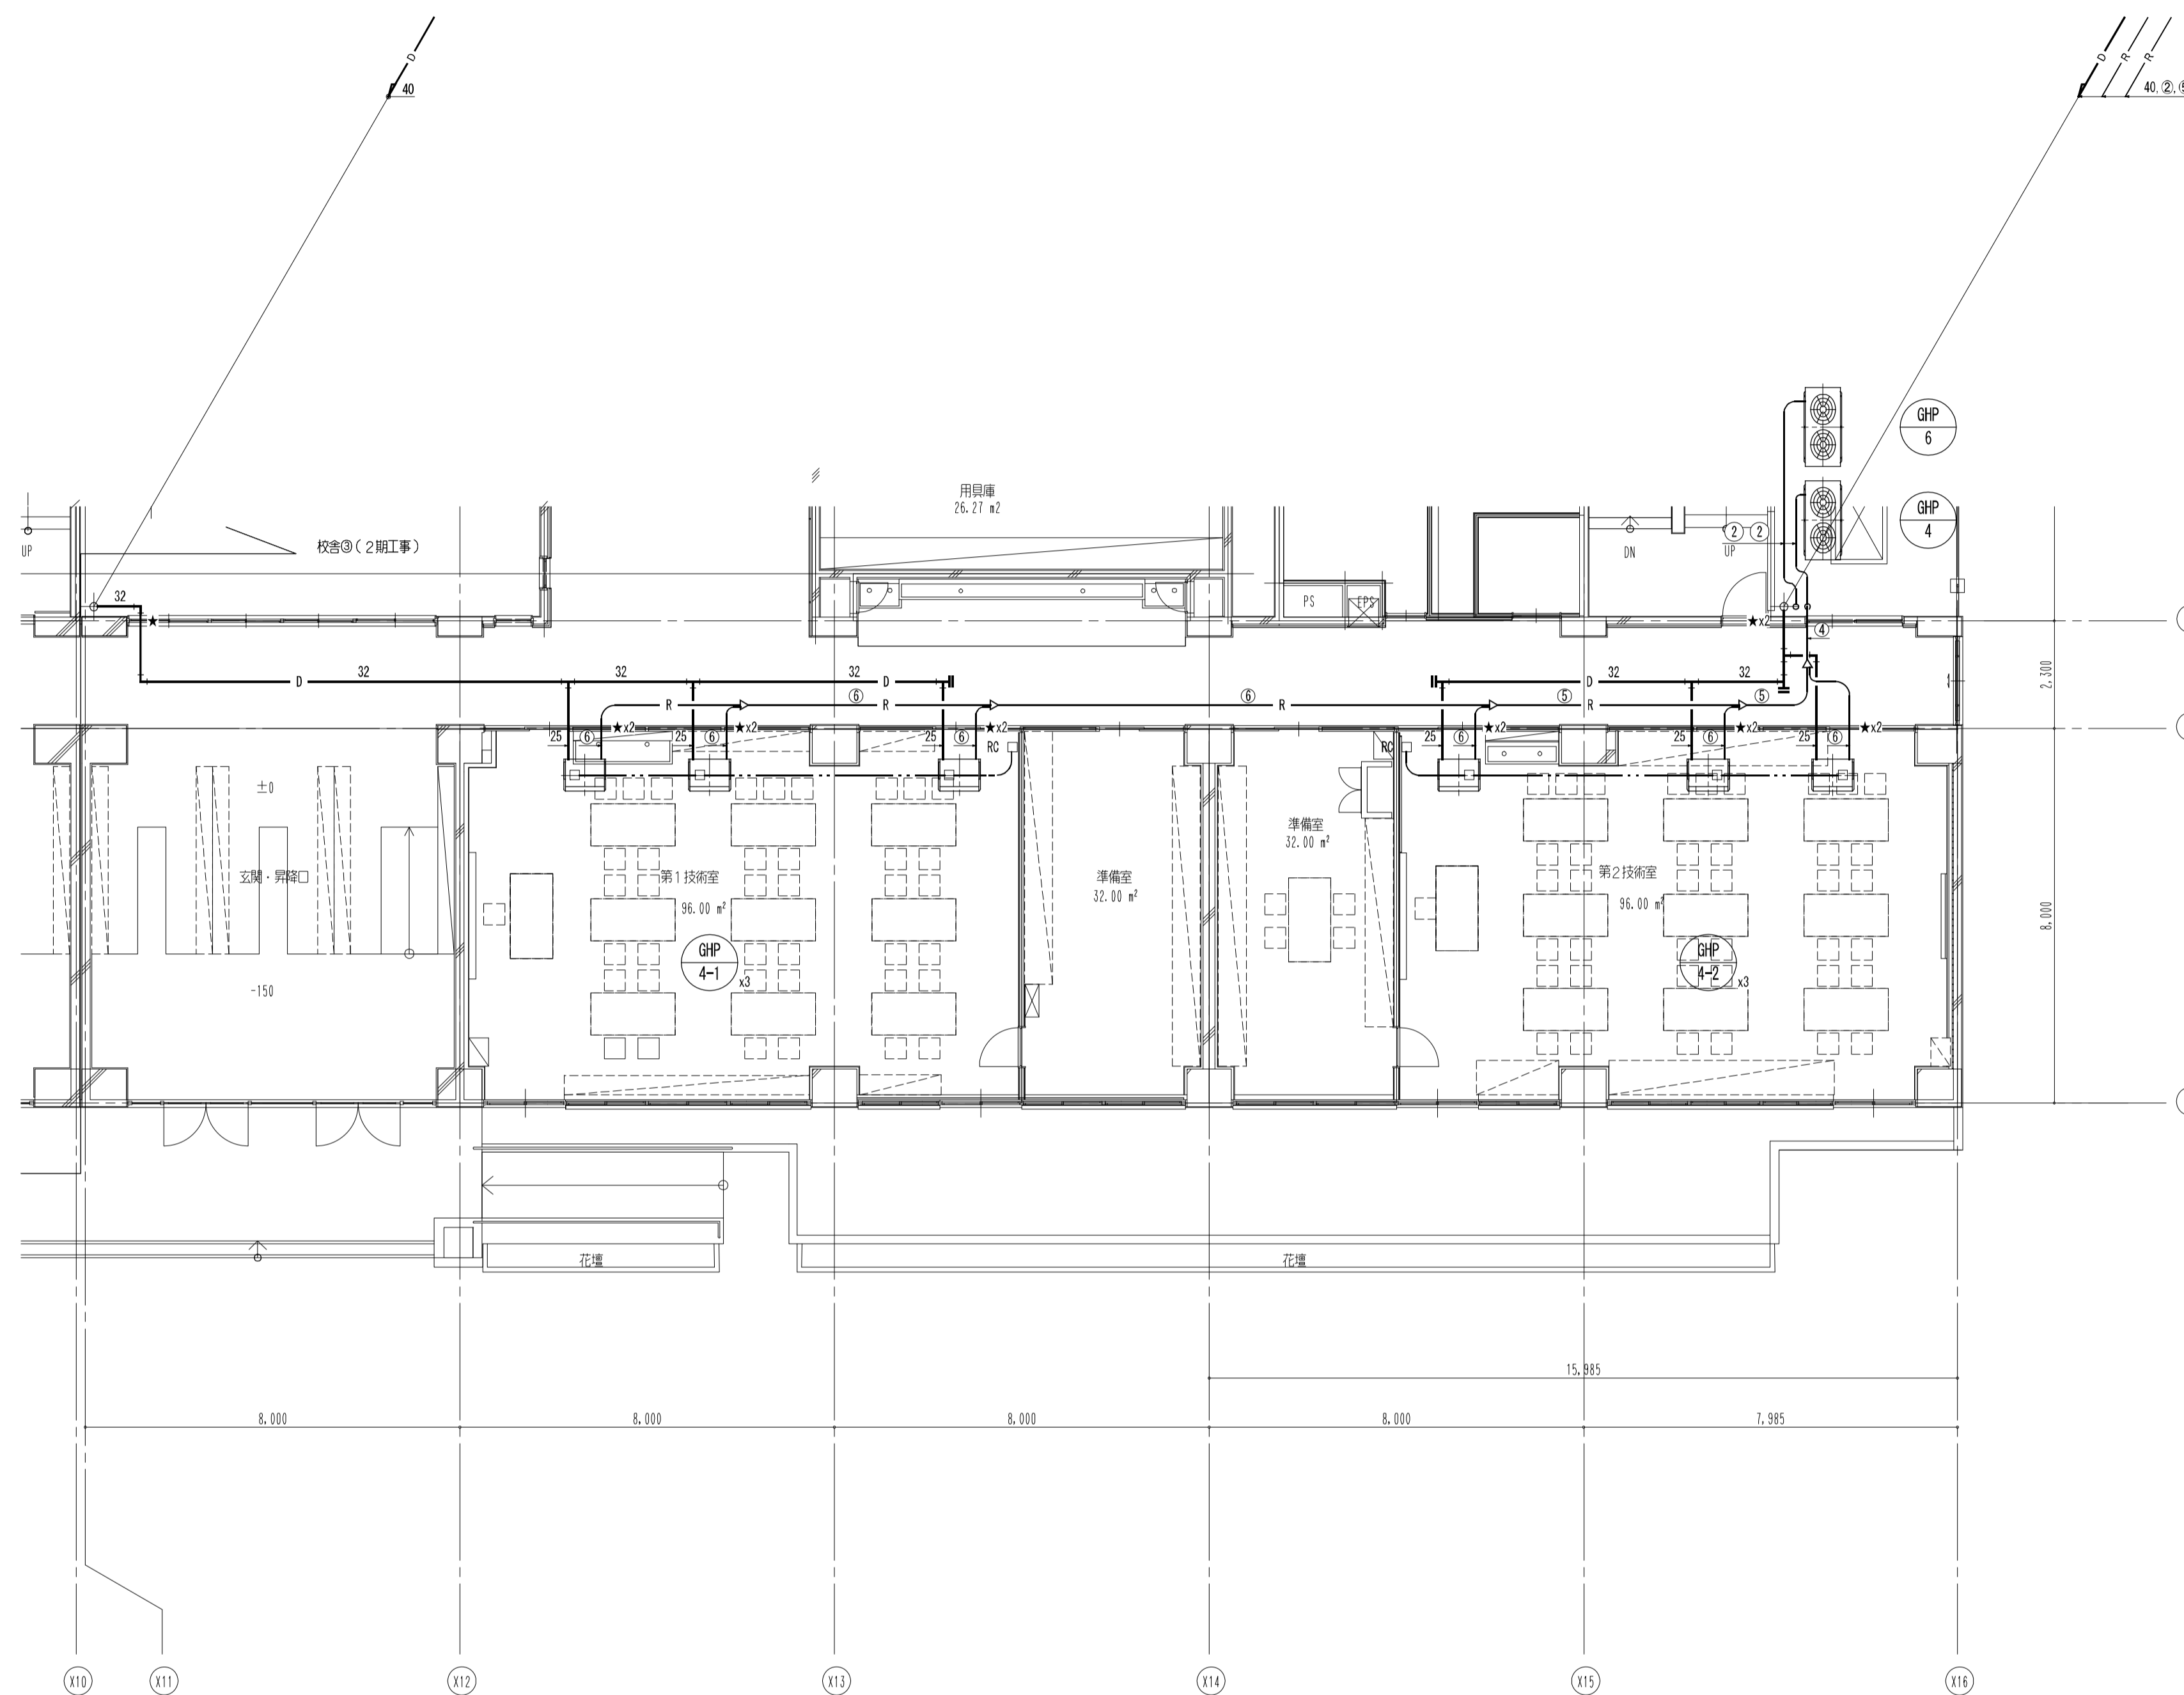 D
40
D
R
R
40,②,
GHP
6
GHP
4
用具庫
26.27 m2
校舎③(2期工事)
UP
DN
UP
② ②
PS
EPS
32
★
★x2
④
32
32
32
32
32
D
D
D
2,300
R
⑥
R
⑥
R
⑤
R
⑤
★x2
★x2
★x2
★x2
★x2
★x2
25
⑥
25
⑥
25
⑥
RC
RC
25
⑥
25
⑥
25
⑥
±0
玄関・昇降口
-150
第1技術室
96.00 m²
GHP
4-1
x3
準備室
32.00 m²
準備室
32.00 m²
第2技術室
96.00 m²
GHP
4-2
x3
8,000
花壇
花壇
15,985
8,000
8,000
8,000
8,000
7,985
X10
X11
X12
X13
X14
X15
X16